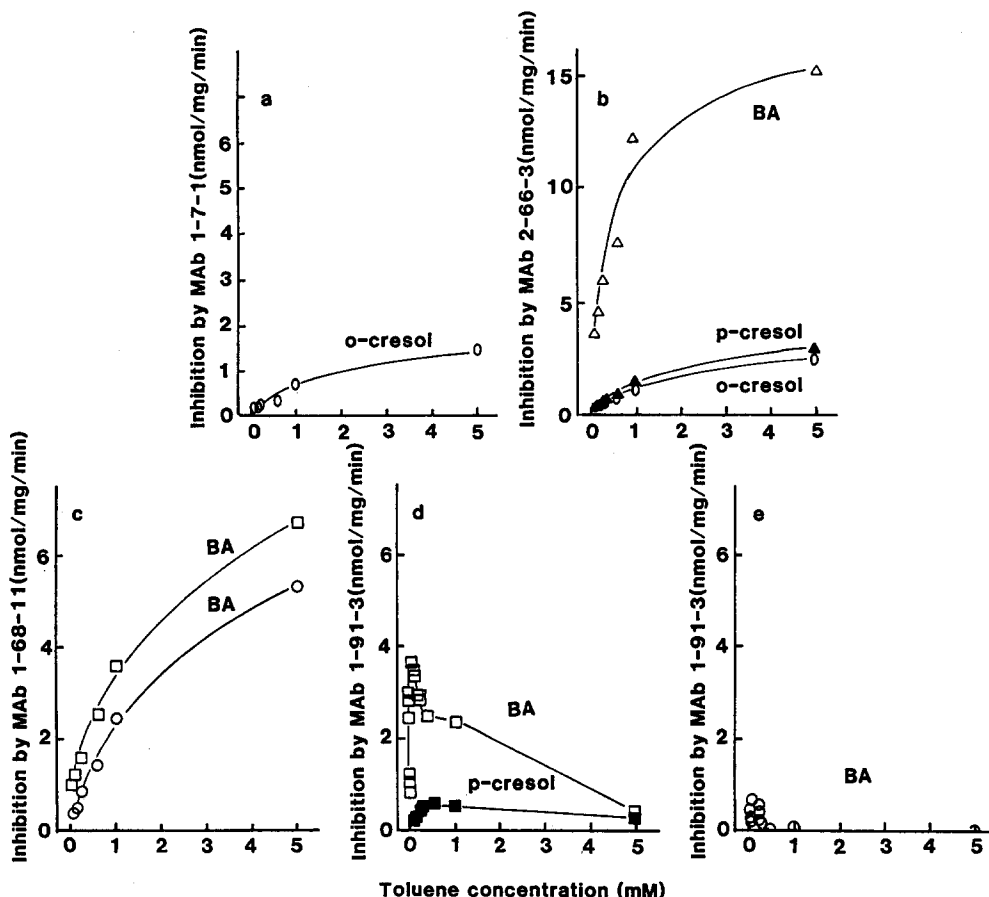 a
Inhibition by MAb 1-7-1(nmol/mg/min)
7
6
5
4
3
2
1
0
o-cresol
0 1 2 3 4 5
b
Inhibition by MAb 2-66-3(nmol/mg/min)
15
10
5
0
BA
p-cresol
o-cresol
0 1 2 3 4 5
c
Inhibition by MAb 1-68-11(nmol/mg/min)
6
4
2
0
BA
BA
0 1 2 3 4 5
d
Inhibition by MAb 1-91-3(nmol/mg/min)
6
4
2
0
BA
p-cresol
0 1 2 3 4 5
e
Inhibition by MAb 1-91-3(nmol/mg/min)
6
4
2
0
BA
0 1 2 3 4 5
Toluene concentration (mM)